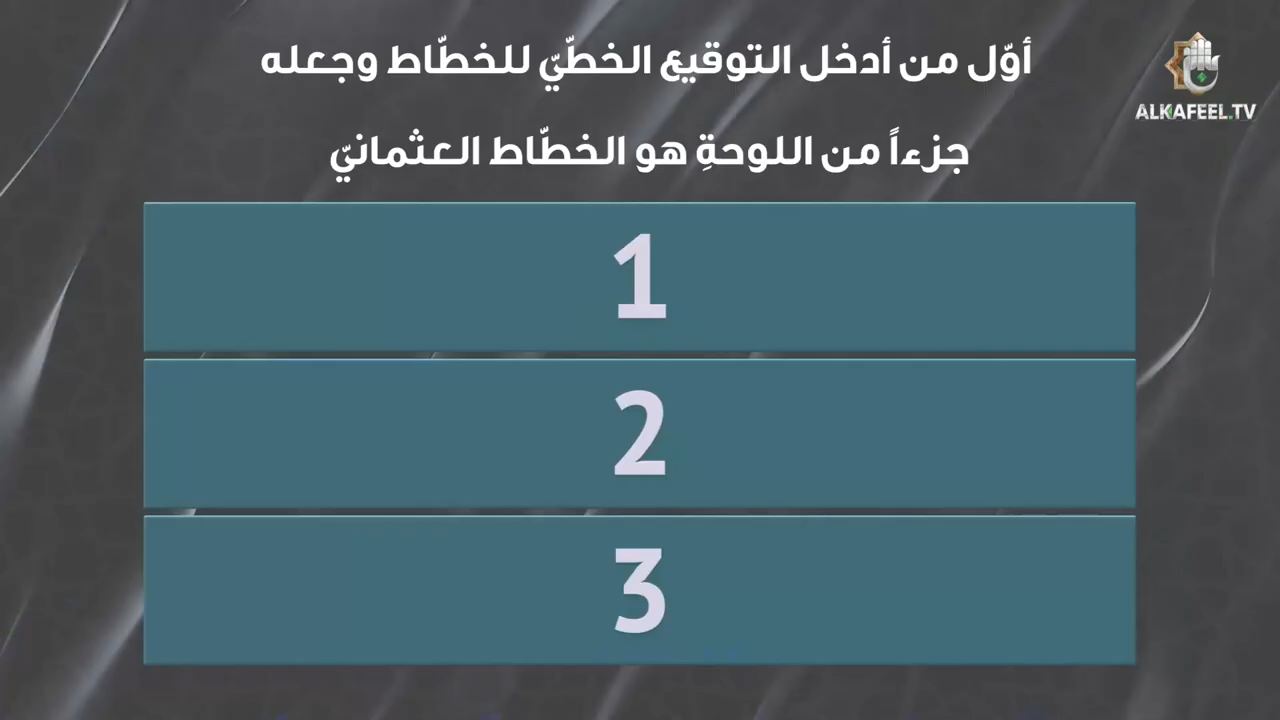 أوّل من أدخل التوقيع الخطّيّ للخطّاط وجعله
ALKAFEEL.TV
جزءاً من اللوحةِ هو الخطّاط العثمانيّ
1
2
3